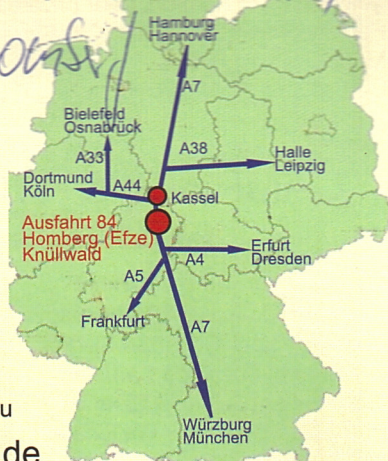 Hamburg
Hannover
A7
Bielefeld
Osnabrück
A33
A38
Halle
Leipzig
Dortmund
Köln
A44
Kassel
Ausfahrt 84
Homberg (Efze)
Knüllwald
Erfurt
Dresden
A4
A5
Frankfurt
A7
Würzburg
München
u
de